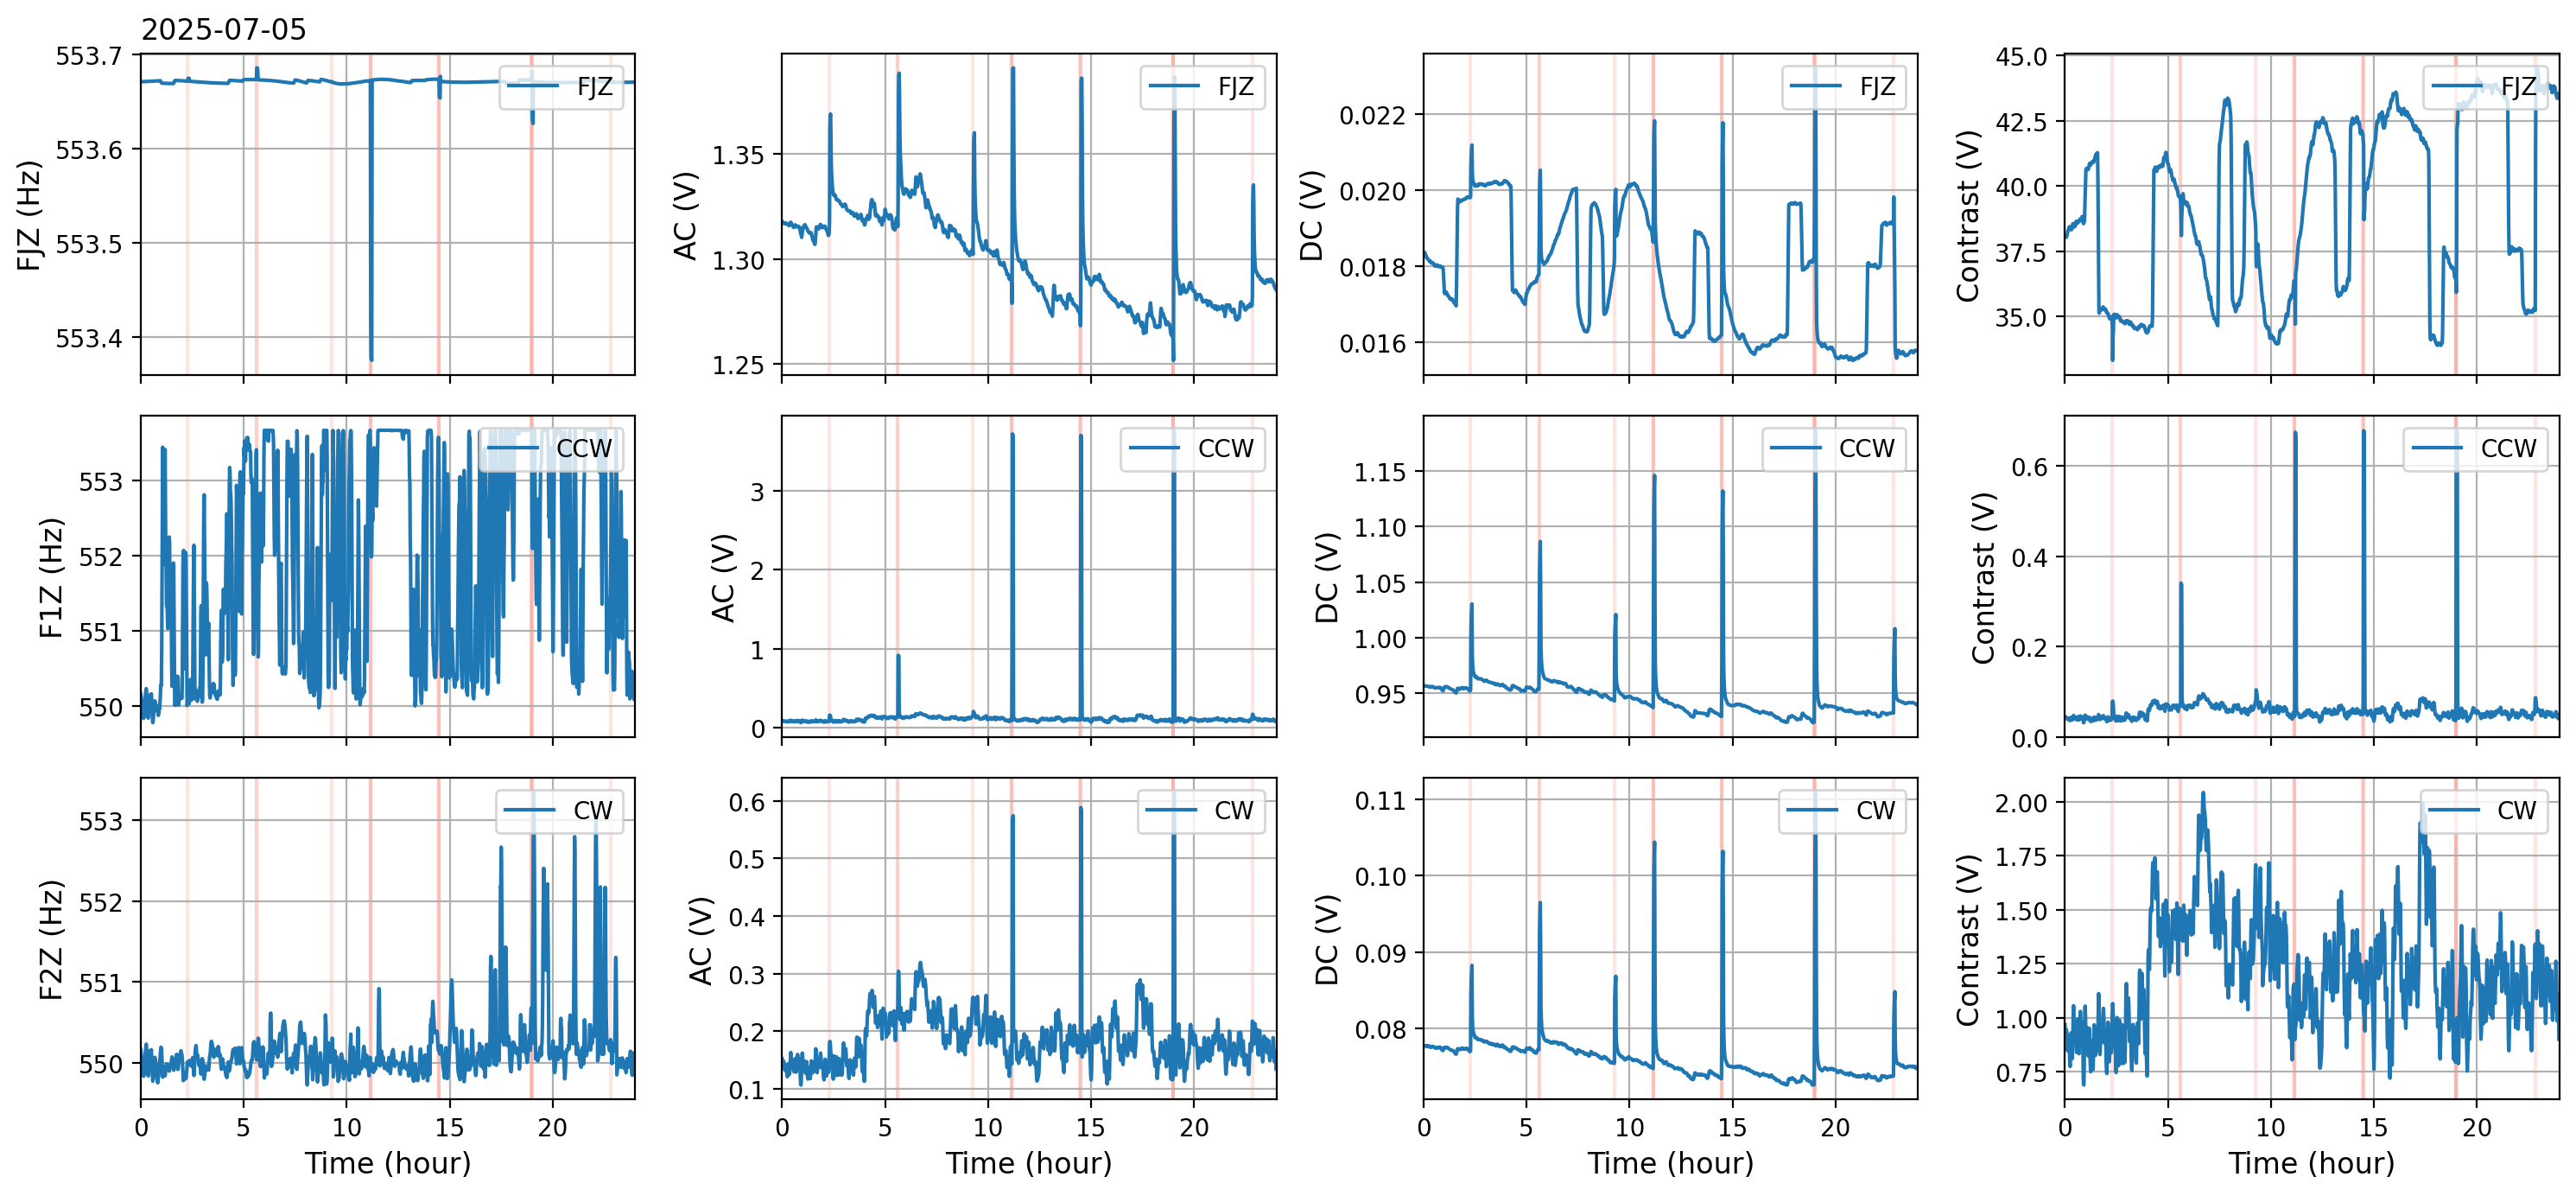 2025-07-05
FJZ (Hz)
553.7
553.6
553.5
553.4
FJZ
AC (V)
1.35
1.30
1.25
FJZ
DC (V)
0.022
0.020
0.018
0.016
FJZ
Contrast (V)
45.0
42.5
40.0
37.5
35.0
FJZ
F1Z (Hz)
553
552
551
550
CCW
AC (V)
3
2
1
0
CCW
DC (V)
1.15
1.10
1.05
1.00
0.95
CCW
Contrast (V)
0.6
0.4
0.2
0.0
CCW
F2Z (Hz)
553
552
551
550
CW
0 5 10 15 20
Time (hour)
AC (V)
0.6
0.5
0.4
0.3
0.2
0.1
CW
0 5 10 15 20
Time (hour)
DC (V)
0.11
0.10
0.09
0.08
CW
0 5 10 15 20
Time (hour)
Contrast (V)
2.00
1.75
1.50
1.25
1.00
0.75
CW
0 5 10 15 20
Time (hour)